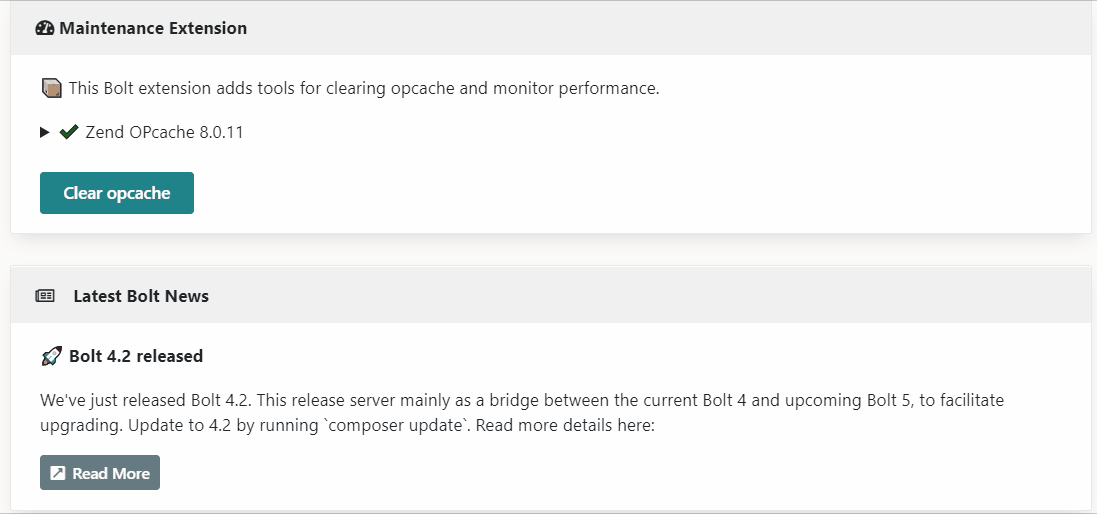 Maintenance Extension
This Bolt extension adds tools for clearing opcache and monitor performance.
Zend OPcache 8.0.11
Clear opcache
Latest Bolt News
Bolt 4.2 released
We've just released Bolt 4.2. This release server mainly as a bridge between the current Bolt 4 and upcoming Bolt 5, to facilitate
upgrading. Update to 4.2 by running `composer update`. Read more details here:
Read More